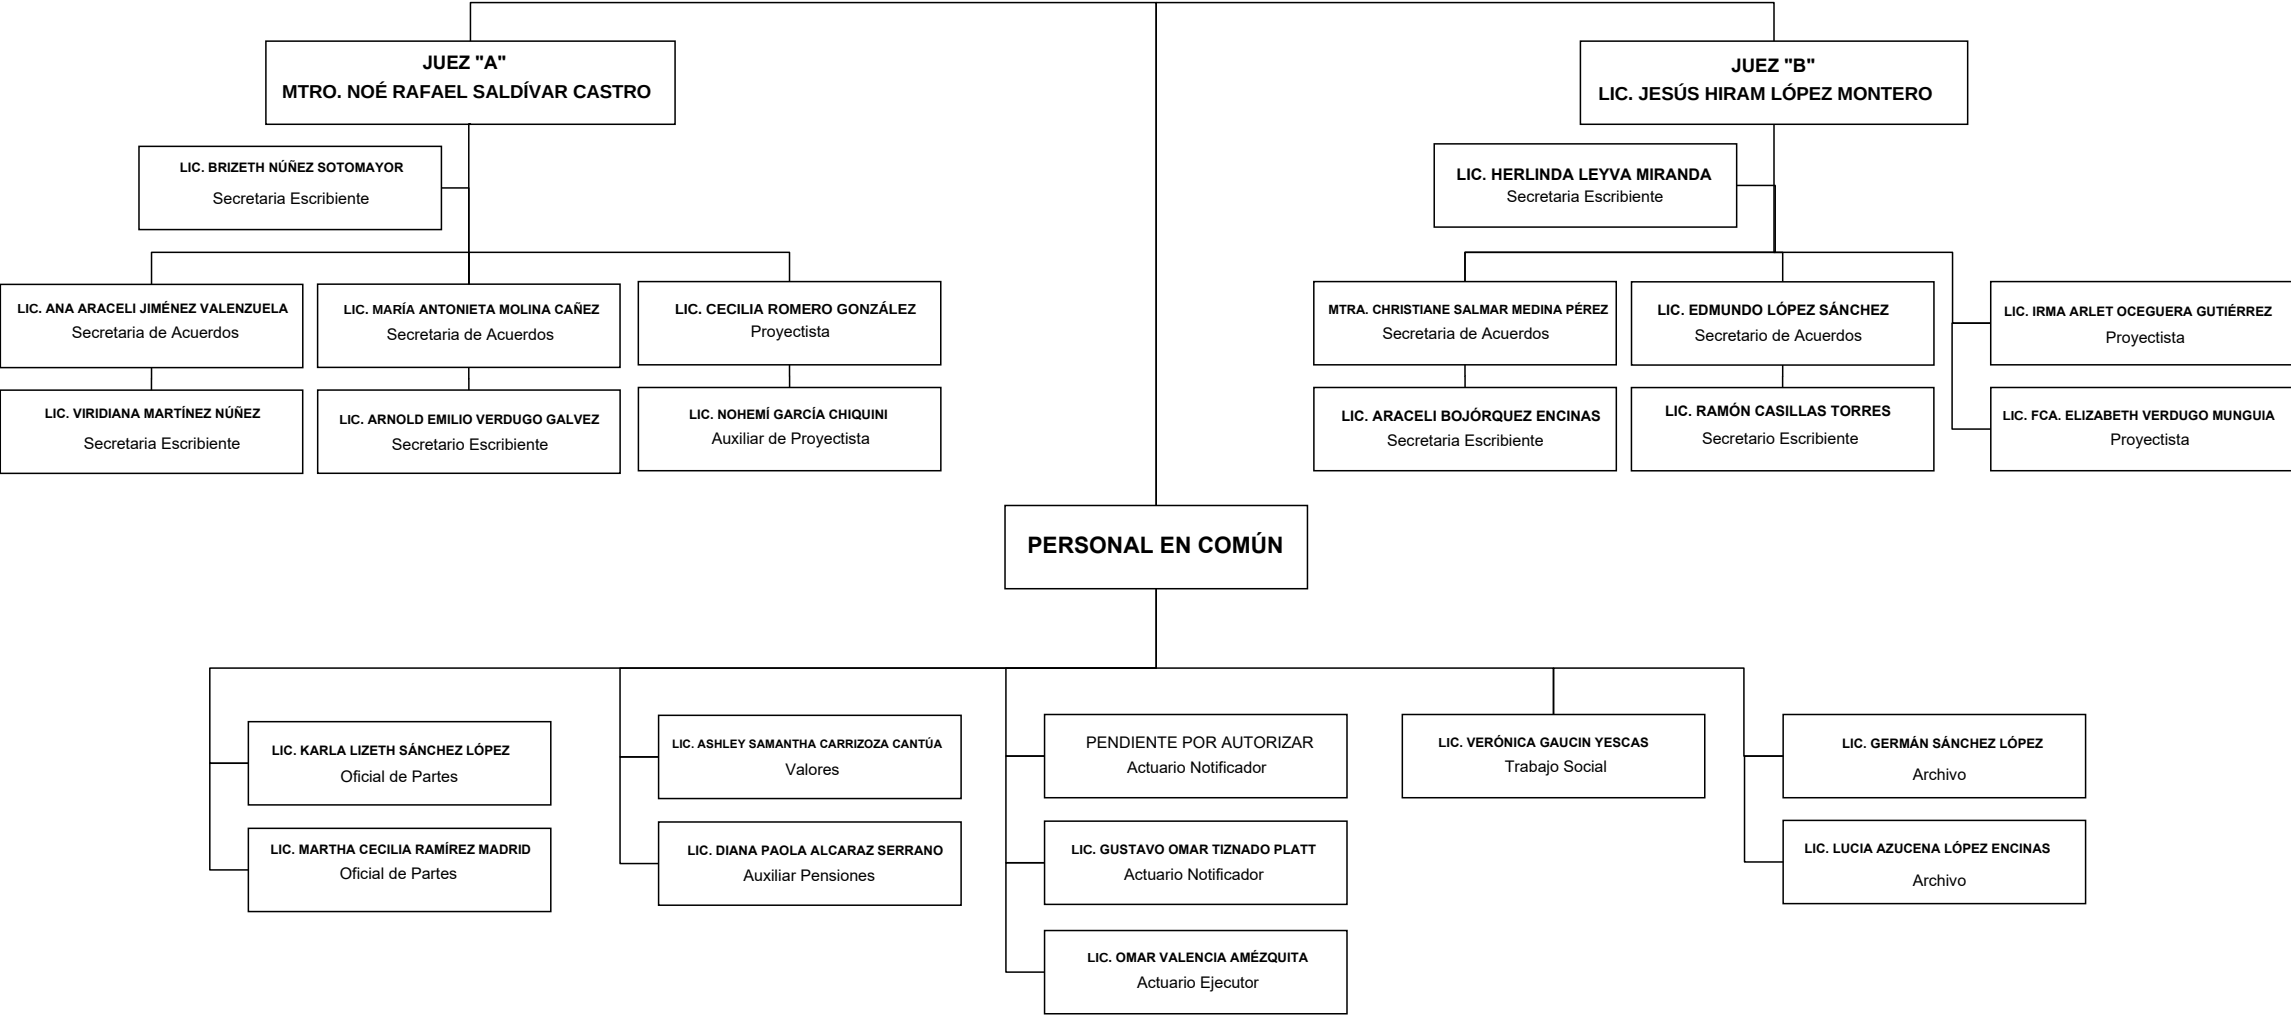 JUEZ "A"
MTRO. NOÉ RAFAEL SALDÍVAR CASTRO
JUEZ "B"
LIC. JESÚS HIRAM LÓPEZ MONTERO
LIC. BRIZETH NÚÑEZ SOTOMAYOR
Secretaria Escribiente
LIC. HERLINDA LEYVA MIRANDA
Secretaria Escribiente
LIC. ANA ARACELI JIMÉNEZ VALENZUELA
Secretaria de Acuerdos
LIC. MARÍA ANTONIETA MOLINA CAÑEZ
Secretaria de Acuerdos
LIC. CECILIA ROMERO GONZÁLEZ
Proyectista
MTRA. CHRISTIANE SALMAR MEDINA PÉREZ
Secretaria de Acuerdos
LIC. EDMUNDO LÓPEZ SÁNCHEZ
Secretario de Acuerdos
LIC. IRMA ARLET OCEGUERA GUTIÉRREZ
Proyectista
LIC. VIRIDIANA MARTÍNEZ NÚÑEZ
Secretaria Escribiente
LIC. ARNOLD EMILIO VERDUGO GALVEZ
Secretario Escribiente
LIC. NOHEMÍ GARCÍA CHIQUINI
Auxiliar de Proyectista
LIC. ARACELI BOJÓRQUEZ ENCINAS
Secretaria Escribiente
LIC. RAMÓN CASILLAS TORRES
Secretario Escribiente
LIC. FCA. ELIZABETH VERDUGO MUNGUIA
Proyectista
PERSONAL EN COMÚN
LIC. KARLA LIZETH SÁNCHEZ LÓPEZ
Oficial de Partes
LIC. ASHLEY SAMANTHA CARRIZOZA CANTÚA
Valores
PENDIENTE POR AUTORIZAR
Actuario Notificador
LIC. VERÓNICA GAUCIN YESCAS
Trabajo Social
LIC. GERMÁN SÁNCHEZ LÓPEZ
Archivo
LIC. MARTHA CECILIA RAMÍREZ MADRID
Oficial de Partes
LIC. DIANA PAOLA ALCARAZ SERRANO
Auxiliar Pensiones
LIC. GUSTAVO OMAR TIZNADO PLATT
Actuario Notificador
LIC. LUCIA AZUCENA LÓPEZ ENCINAS
Archivo
LIC. OMAR VALENCIA AMÉZQUITA
Actuario Ejecutor